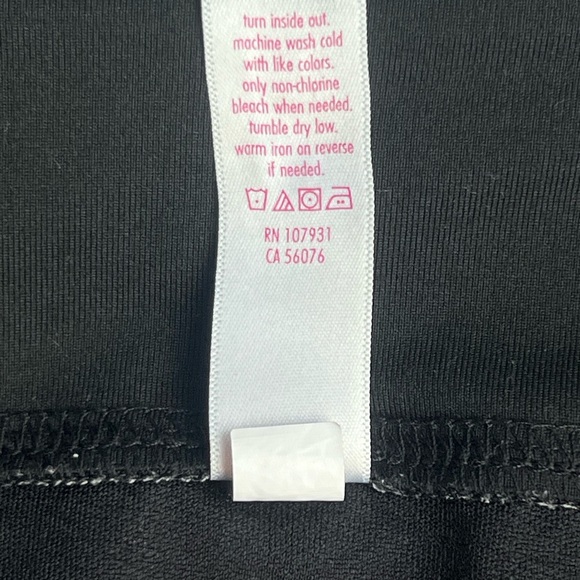 turn inside out.
machine wash cold
with like colors.
only non-chlorine
bleach when needed.
tumble dry low.
warm iron on reverse
if needed.
RN 107931
CA 56076